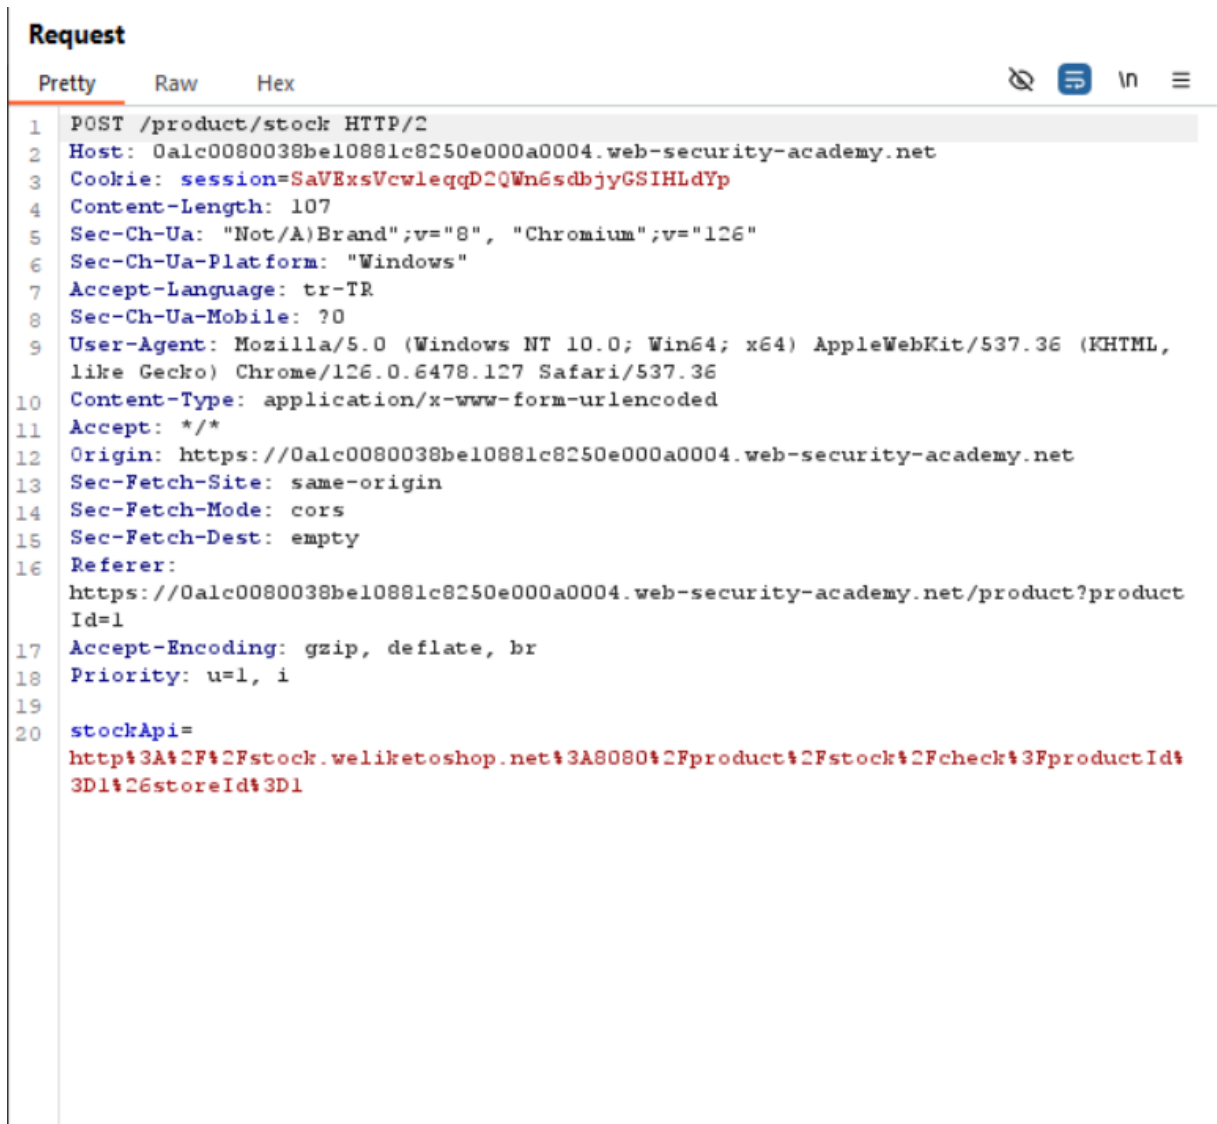 Request
Pretty Raw Hex \n
1 POST /product/stock HTTP/2
2 Host: 0a1c0080038be10881c8250e000a0004.web-security-academy.net
3 Cookie: session=SaVExsVcw1eqqD2QWn6sdbjyGSIHLdYp
4 Content-Length: 107
5 Sec-Ch-Ua: "Not/A)Brand";v="8", "Chromium";v="126"
6 Sec-Ch-Ua-Platform: "Windows"
7 Accept-Language: tr-TR
8 Sec-Ch-Ua-Mobile: ?0
9 User-Agent: Mozilla/5.0 (Windows NT 10.0; Win64; x64) AppleWebKit/537.36 (KHTML,
like Gecko) Chrome/126.0.6478.127 Safari/537.36
10 Content-Type: application/x-www-form-urlencoded
11 Accept: */*
12 Origin: https://0a1c0080038be10881c8250e000a0004.web-security-academy.net
13 Sec-Fetch-Site: same-origin
14 Sec-Fetch-Mode: cors
15 Sec-Fetch-Dest: empty
16 Referer:
https://0a1c0080038be10881c8250e000a0004.web-security-academy.net/product?product
Id=1
17 Accept-Encoding: gzip, deflate, br
18 Priority: u=1, i
19
20 stockApi=
http%3A%2F%2Fstock.weliketoshop.net%3A8080%2Fproduct%2Fstock%2Fcheck%3FproductId%
3D1%26storeId%3D1